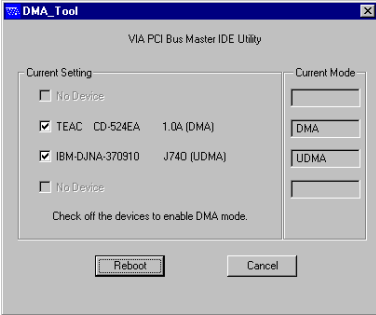 DMA_Tool
VIA PCI Bus Master IDE Utility
Current Setting
Current Mode
No Device
TEAC CD-524EA 1.0A (DMA)
DMA
IBM-DJNA-370910 J740 (UDMA)
UDMA
No Device
Check off the devices to enable DMA mode.
Reboot
Cancel